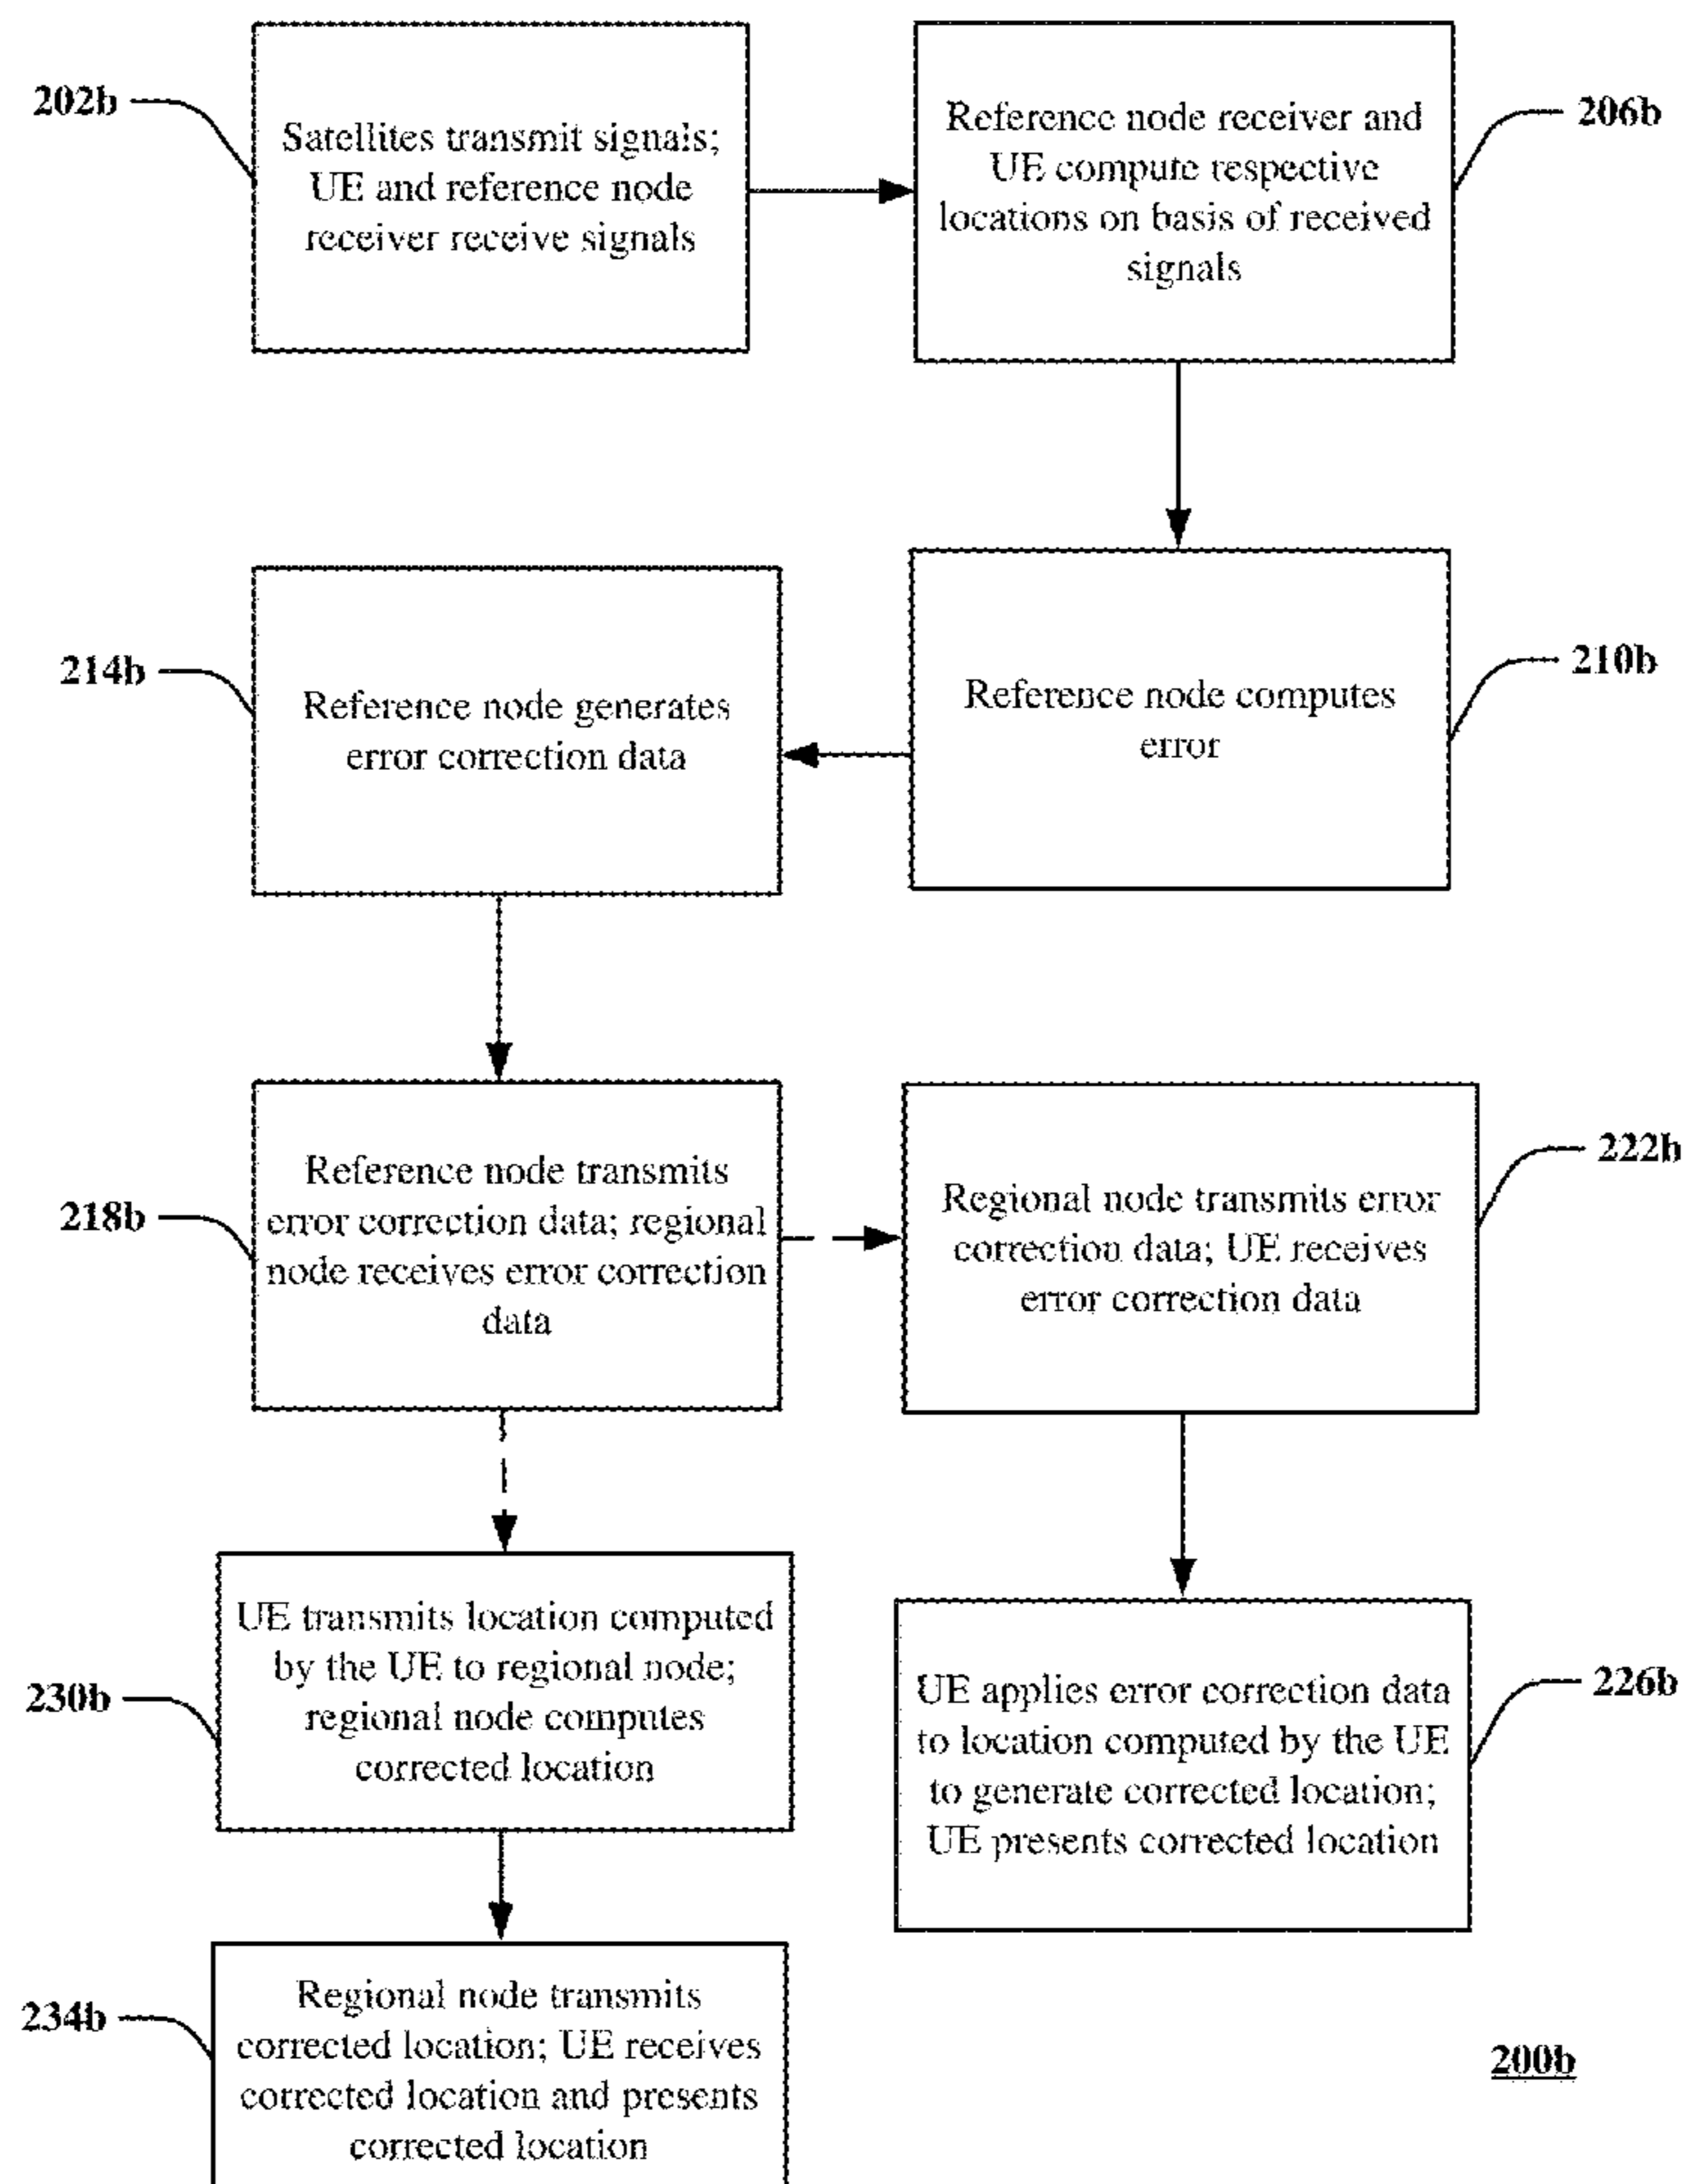 202b
Satellites transmit signals;
UE and reference node
receiver receive signals
Reference node receiver and
UE compute respective
locations on basis of received
signals
206b
214b
Reference node generates
error correction data
Reference node computes
error
210b
218b
Reference node transmits
error correction data; regional
node receives error correction
data
Regional node transmits error
correction data; UE receives
error correction data
222b
230b
UE transmits location computed
by the UE to regional node;
regional node computes
corrected location
UE applies error correction data
to location computed by the UE
to generate corrected location;
UE presents corrected location
226b
234b
Regional node transmits
corrected location; UE receives
corrected location and presents
corrected location
200b